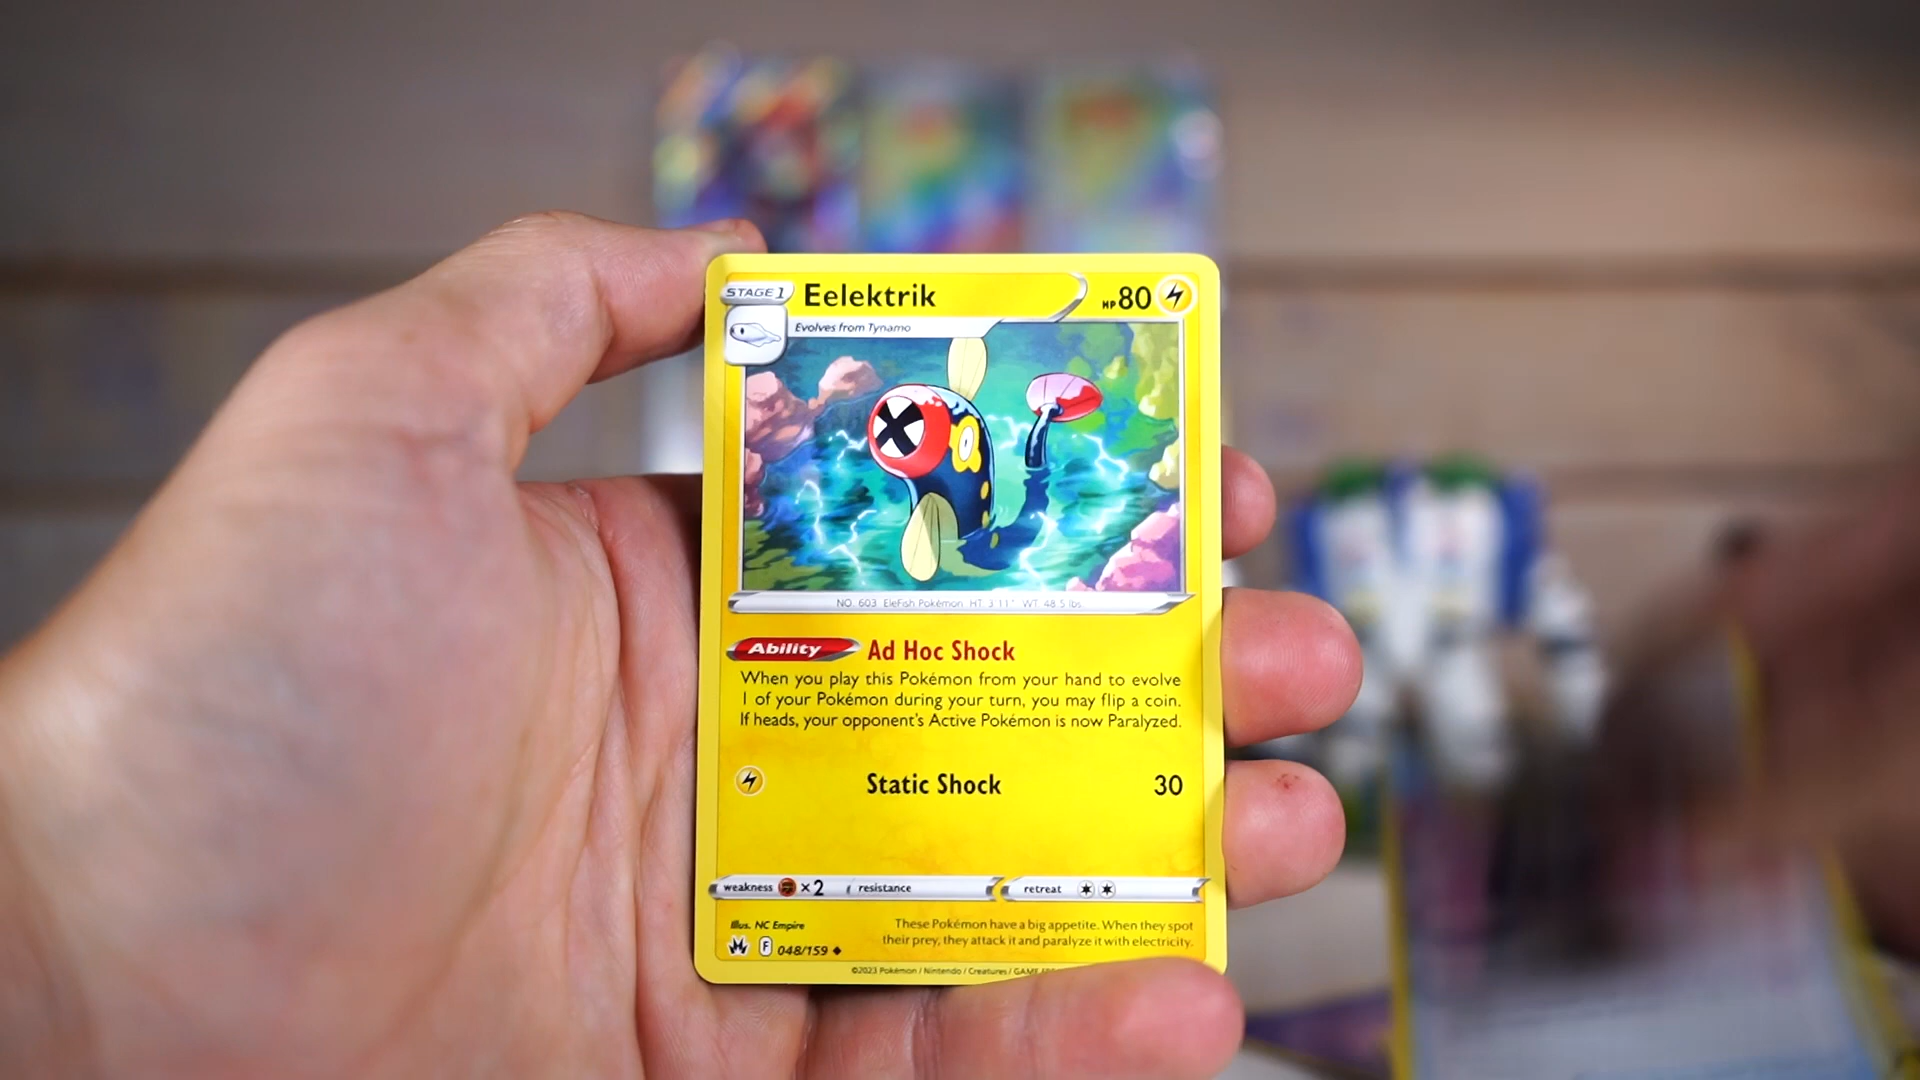 STAGE 1 Eelektrik HP 80
Evolves from Tynamo
NO. 603 EleFish Pokémon HT: 3'11" WT: 48.5 lbs.
Ability Ad Hoc Shock
When you play this Pokémon from your hand to evolve
1 of your Pokémon during your turn, you may flip a coin.
If heads, your opponent's Active Pokémon is now Paralyzed.
Static Shock 30
weakness ×2 resistance retreat
Illus. NC Empire
These Pokémon have a big appetite. When they spot
their prey, they attack it and paralyze it with electricity.
F 048/159
©2023 Pokémon / Nintendo / Creatures / GAME